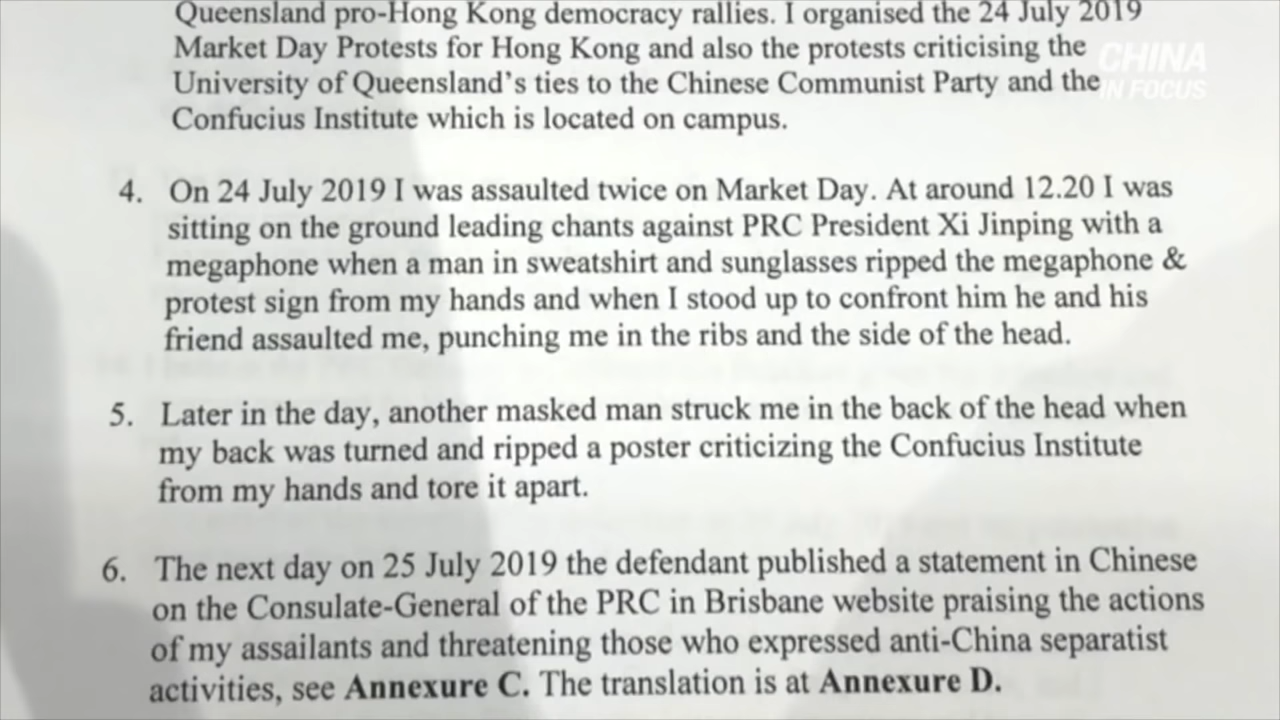 Queensland pro-Hong Kong democracy rallies. I organised the 24 July 2019
Market Day Protests for Hong Kong and also the protests criticising the
University of Queensland's ties to the Chinese Communist Party and the
Confucius Institute which is located on campus.
CHINA
IN FOCUS
4. On 24 July 2019 I was assaulted twice on Market Day. At around 12.20 I was
sitting on the ground leading chants against PRC President Xi Jinping with a
megaphone when a man in sweatshirt and sunglasses ripped the megaphone &
protest sign from my hands and when I stood up to confront him he and his
friend assaulted me, punching me in the ribs and the side of the head.
5. Later in the day, another masked man struck me in the back of the head when
my back was turned and ripped a poster criticizing the Confucius Institute
from my hands and tore it apart.
6. The next day on 25 July 2019 the defendant published a statement in Chinese
on the Consulate-General of the PRC in Brisbane website praising the actions
of my assailants and threatening those who expressed anti-China separatist
activities, see Annexure C. The translation is at Annexure D.